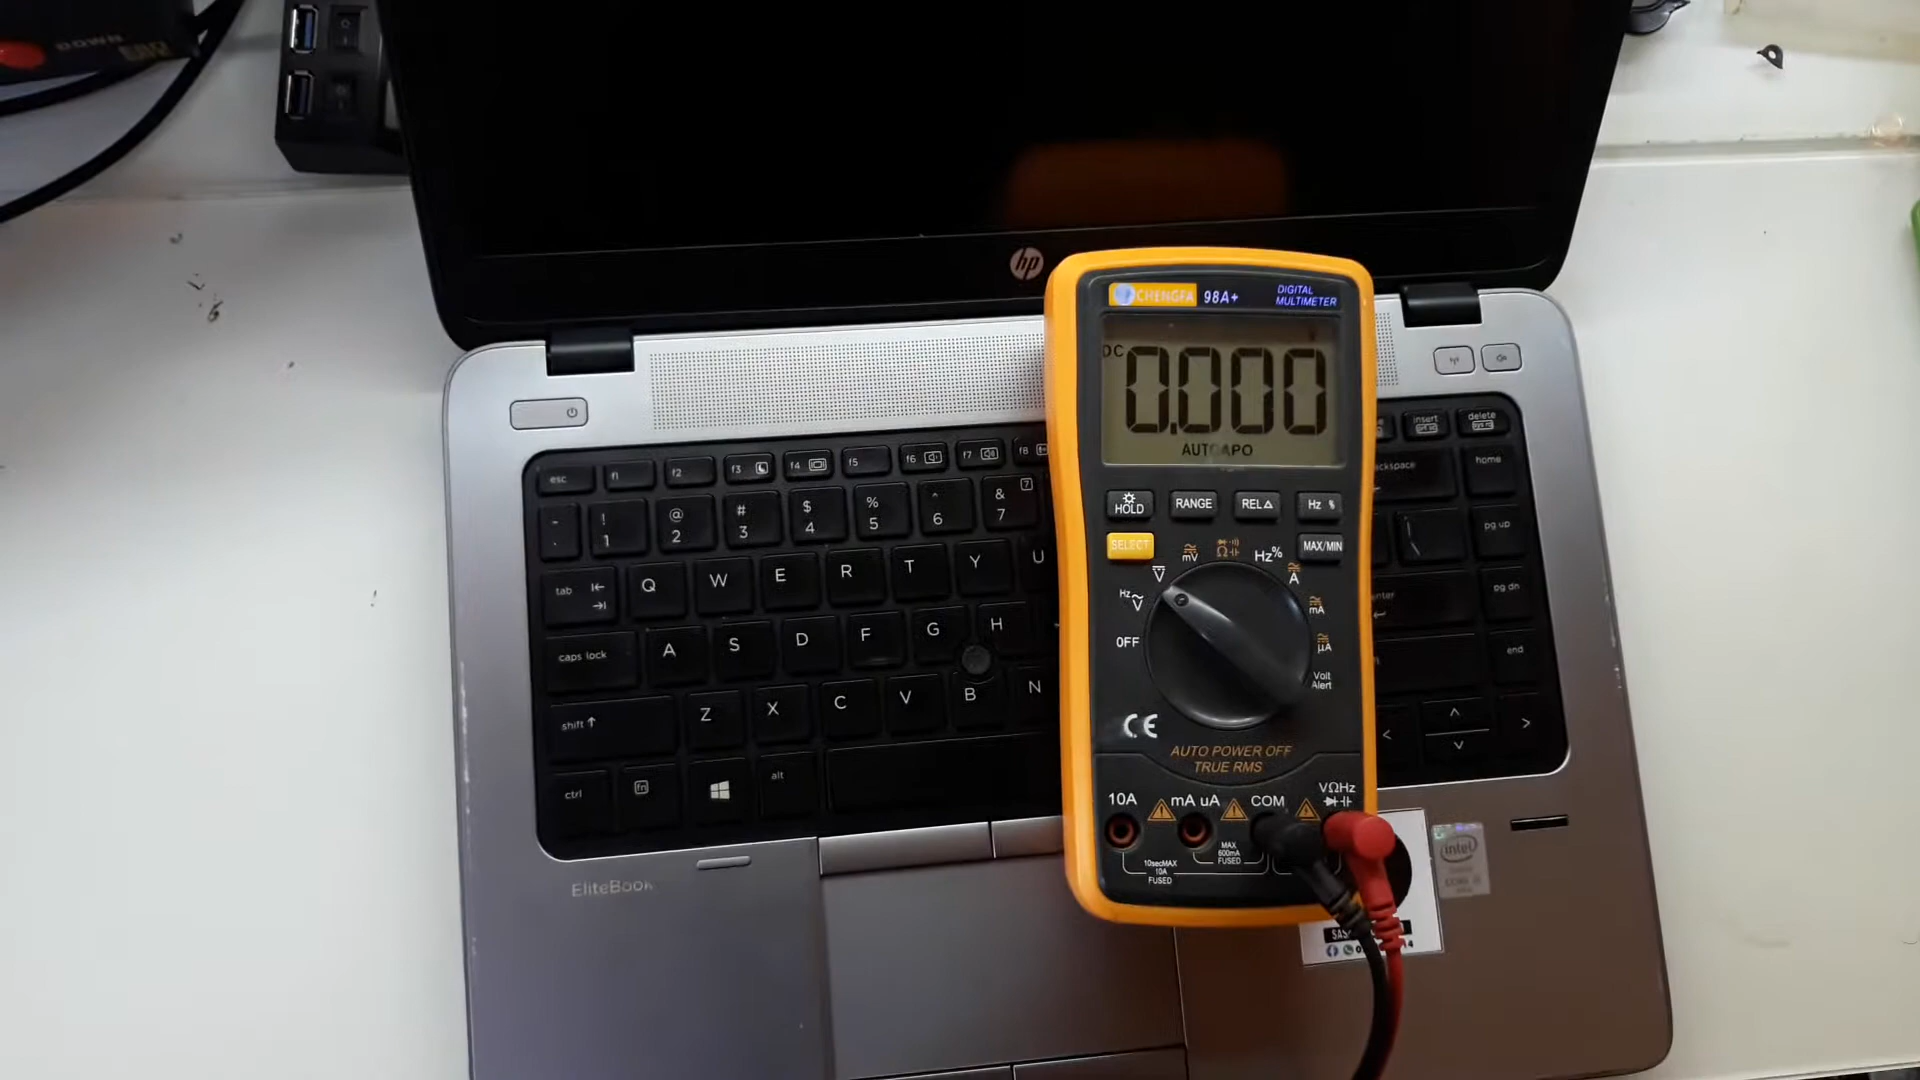 DOWN
hp
CHENGFA 98A+ DIGITAL
MULTIMETER
DC
0.000
AUTO APO
HOLD RANGE REL△ Hz %
SELECT MAX/MIN
mV Ω Hz% A
V
Hz V mA
OFF µA
Volt
Alert
CE
AUTO POWER OFF
TRUE RMS
10A mA uA COM VΩHz
10secMAX
10A
FUSED
MAX
600mA
FUSED
esc f1 f2 f3 f4 f5 f6 f7 f8
insert delete
! @ # $ % ^ &
1 2 3 4 5 6 7
home
tab Q W E R T Y U
pg up
caps lock A S D F G H
pg dn
shift Z X C V B N
end
ctrl fn alt
EliteBook
intel